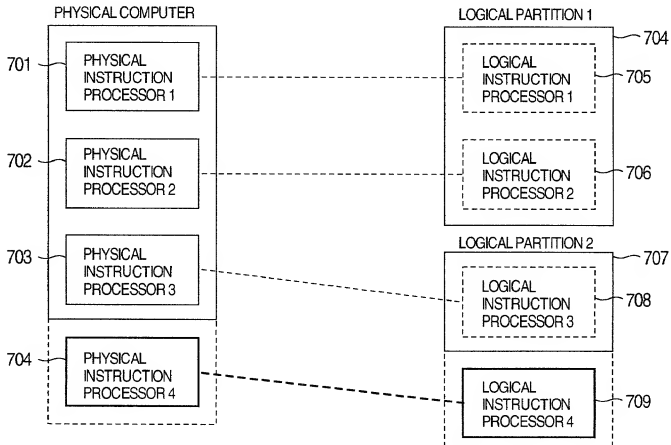 PHYSICAL COMPUTER
701
PHYSICAL
INSTRUCTION
PROCESSOR 1
702
PHYSICAL
INSTRUCTION
PROCESSOR 2
703
PHYSICAL
INSTRUCTION
PROCESSOR 3
704
PHYSICAL
INSTRUCTION
PROCESSOR 4
LOGICAL PARTITION 1
704
LOGICAL
INSTRUCTION
PROCESSOR 1
705
LOGICAL
INSTRUCTION
PROCESSOR 2
706
LOGICAL PARTITION 2
707
LOGICAL
INSTRUCTION
PROCESSOR 3
708
LOGICAL
INSTRUCTION
PROCESSOR 4
709